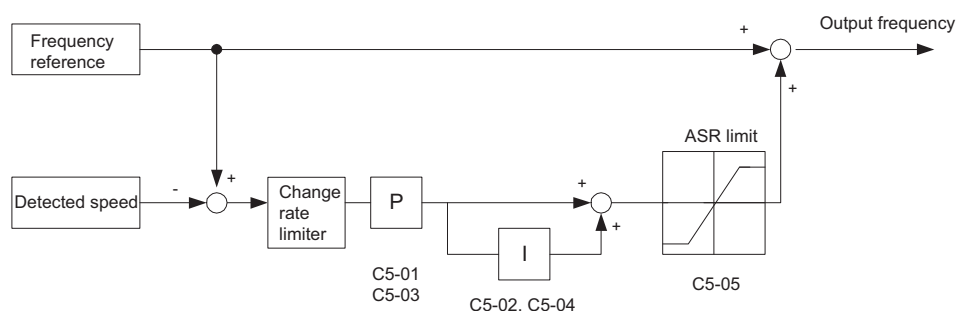 Output frequency
Frequency
reference
+
+
ASR limit
Detected speed
-
+
Change
rate
limiter
P
+
+
I
C5-01
C5-03
C5-02, C5-04
C5-05